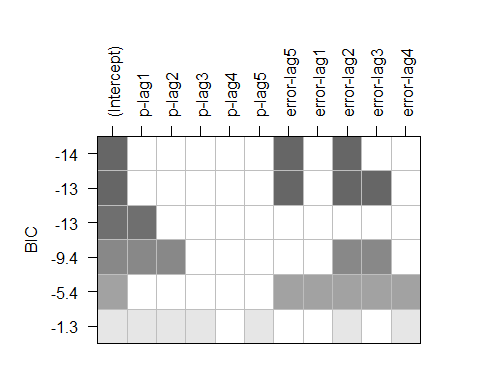 (Intercept)
p-lag1
p-lag2
p-lag3
p-lag4
p-lag5
error-lag5
error-lag1
error-lag2
error-lag3
error-lag4
BIC
-14
-13
-13
-9.4
-5.4
-1.3